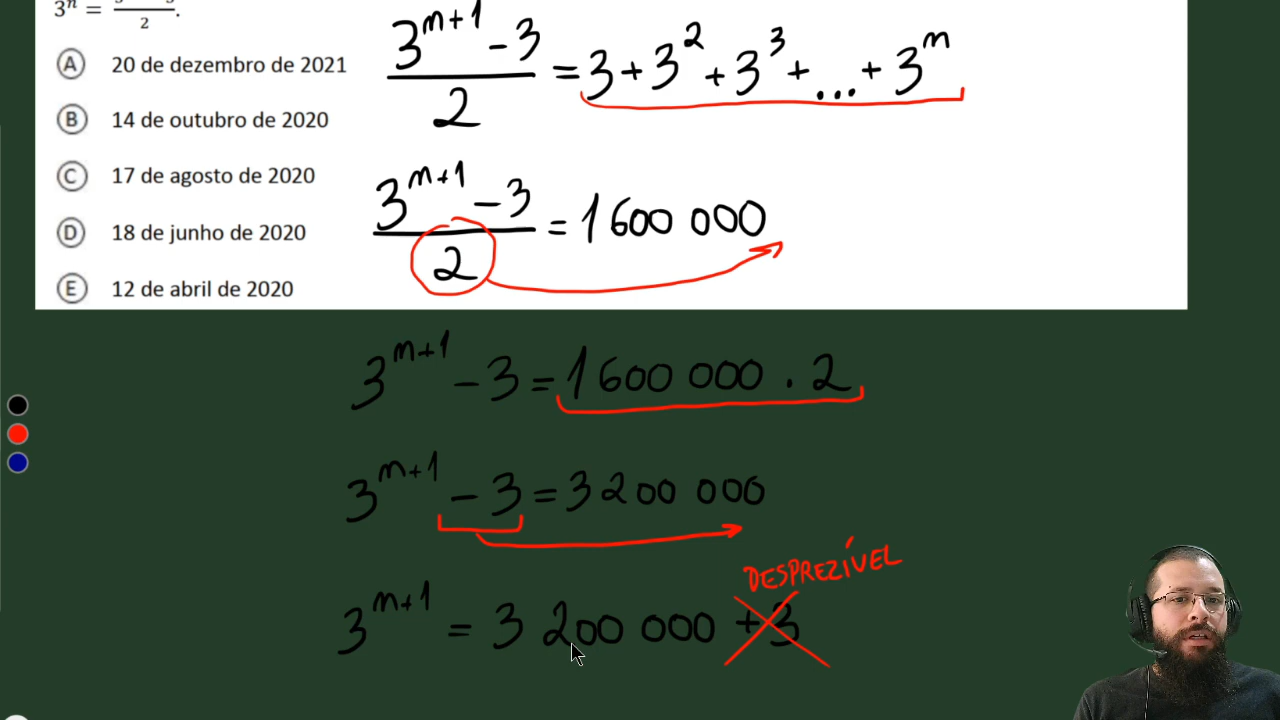 3ⁿ = 2.
3^{n+1} - 3 / 2 = 3 + 3^2 + 3^3 + ... + 3^n
A 20 de dezembro de 2021
B 14 de outubro de 2020
C 17 de agosto de 2020
D 18 de junho de 2020
E 12 de abril de 2020
3^{n+1} - 3 / 2 = 1 600 000
3^{n+1} - 3 = 1 600 000 . 2
3^{n+1} - 3 = 3 200 000
DESPREZÍVEL
3^{n+1} = 3 200 000 + 3